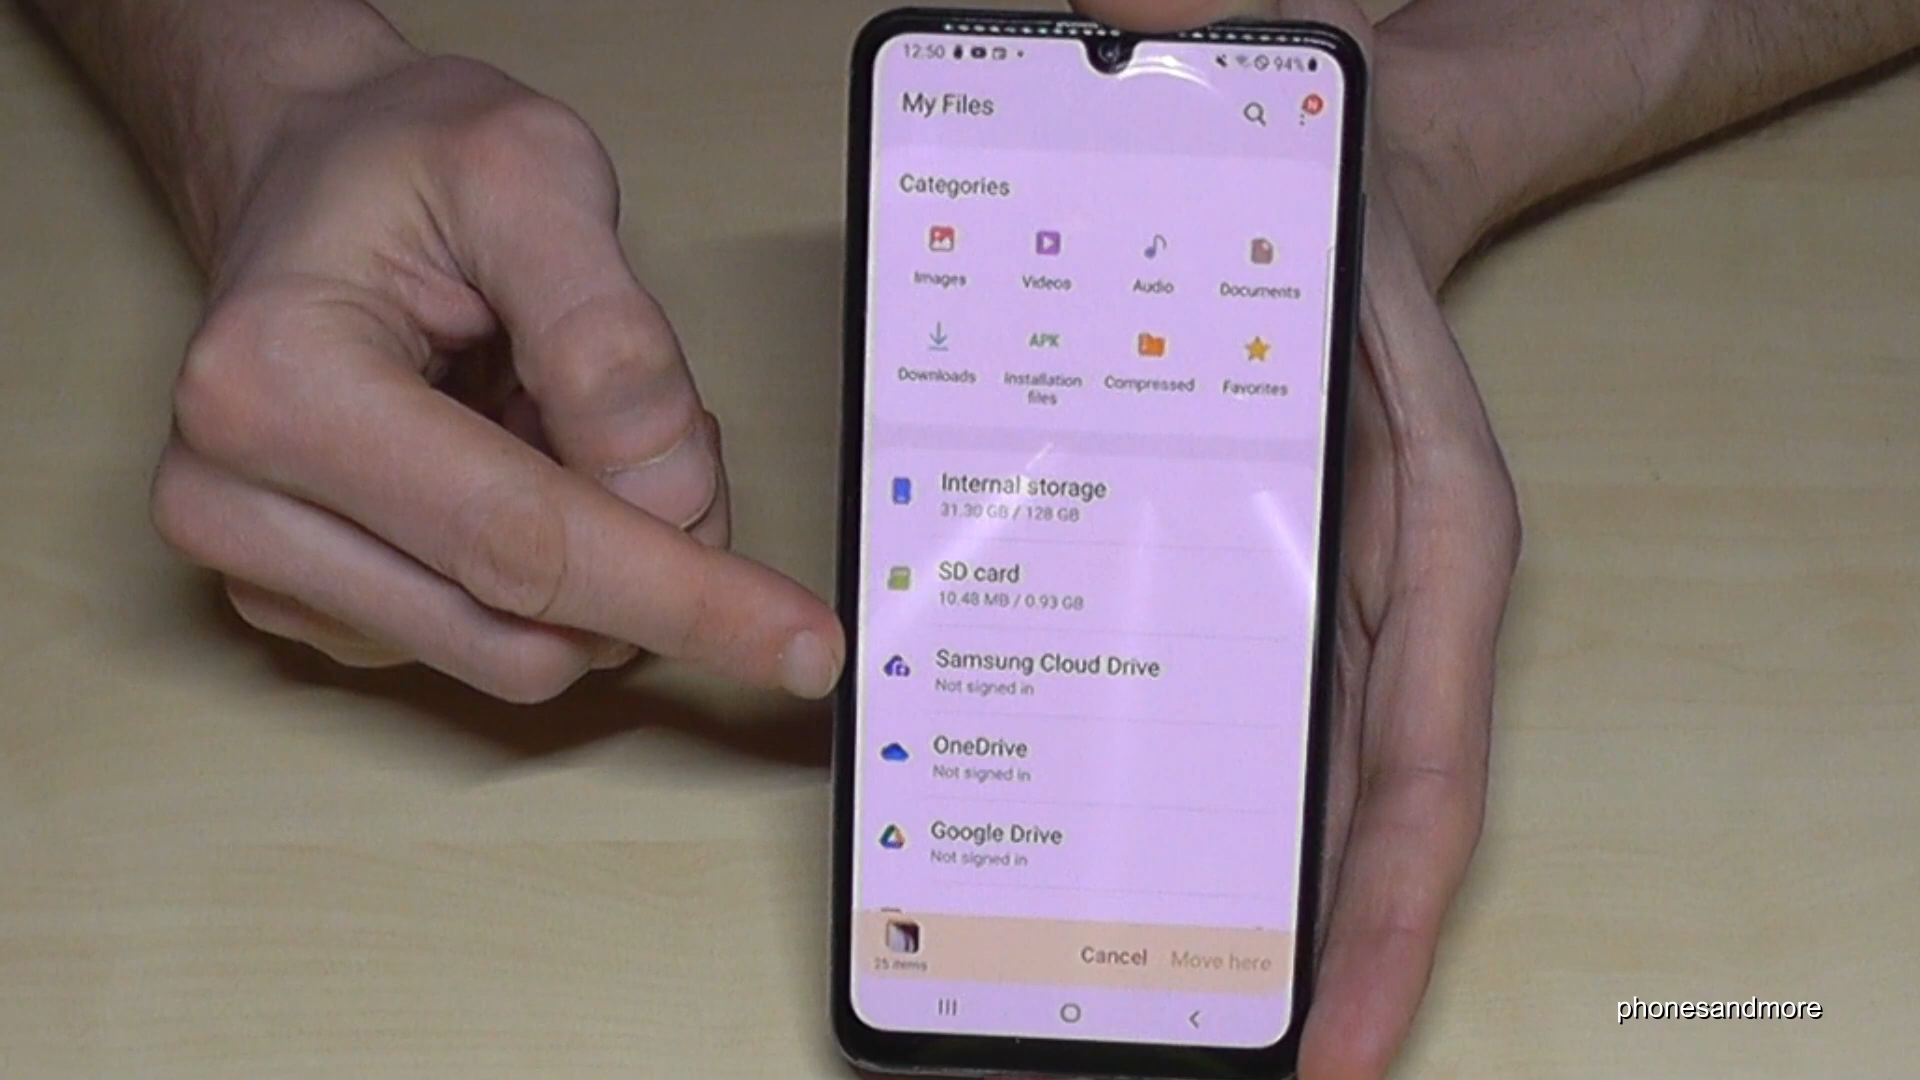 12:50
94%
My Files
N
Categories
Images
Videos
Audio
Documents
APK
Downloads
Installation files
Compressed
Favorites
Internal storage
31.30 GB / 128 GB
SD card
10.48 MB / 0.93 GB
Samsung Cloud Drive
Not signed in
OneDrive
Not signed in
Google Drive
Not signed in
25 items
Cancel
Move here
phonesandmore